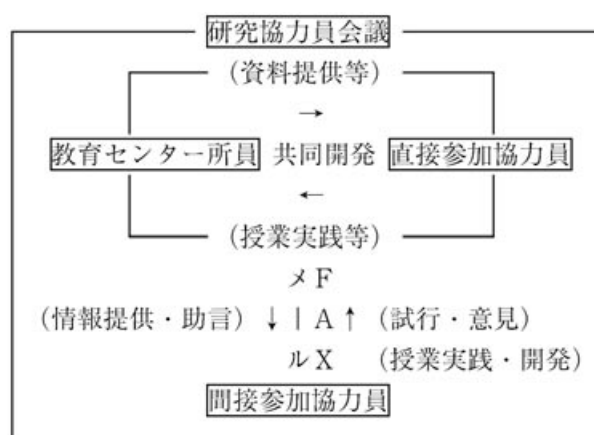 研究協力員会議
(資料提供等)
→
教育センター所員 共同開発 直接参加協力員
←
(授業実践等)
メF
(情報提供・助言) ↓ーA↑ (試行・意見)
ルX (授業実践・開発)
間接参加協力員